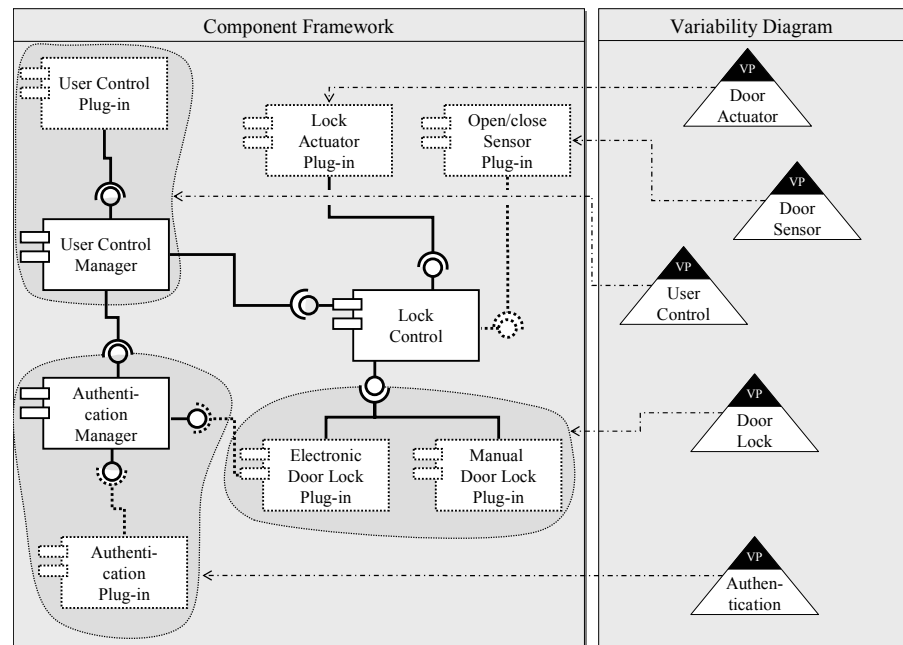 Component Framework
Variability Diagram
User Control
Plug-in
Lock
Actuator
Plug-in
Open/close
Sensor
Plug-in
VP
Door
Actuator
VP
Door
Sensor
User Control
Manager
VP
User
Control
Lock
Control
Authenti-
cation
Manager
VP
Door
Lock
Electronic
Door Lock
Plug-in
Manual
Door Lock
Plug-in
Authenti-
cation
Plug-in
VP
Authen-
tication